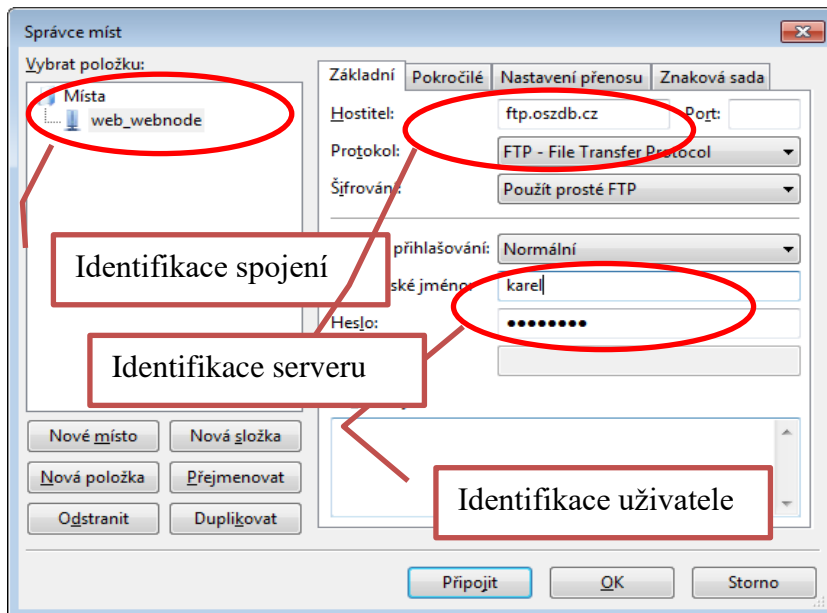 Správce míst
Vybrat položku:
Místa
web_webnode
Základní
Pokročilé
Nastavení přenosu
Znaková sada
Hostitel:
ftp.oszdb.cz
Port:
Protokol:
FTP - File Transfer Protocol
Šifrování:
Použít prosté FTP
přihlašování:
Normální
ské jméno:
karel
Heslo:
••••••••
Identifikace spojení
Identifikace serveru
Identifikace uživatele
Nové místo
Nová složka
Nová položka
Přejmenovat
Odstranit
Duplikovat
Připojit
OK
Storno